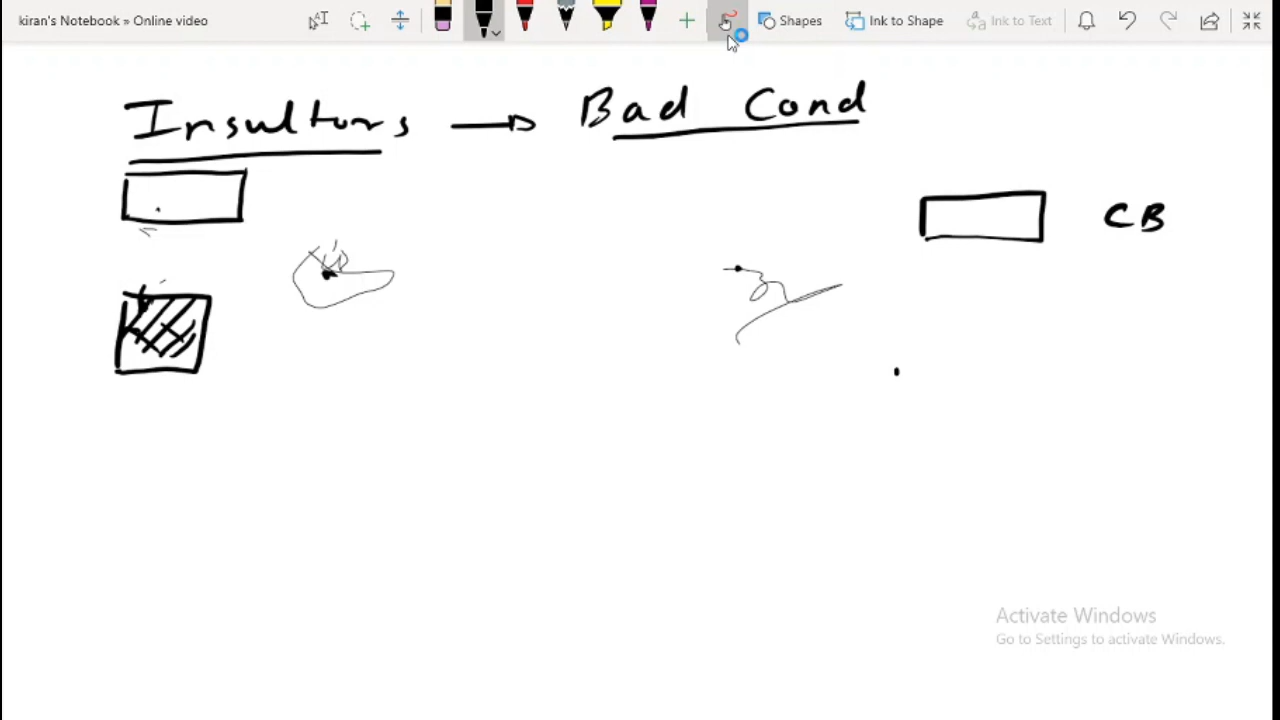 kiran's Notebook » Online video
Shapes
Ink to Shape
Ink to Text
Insultors → Bad Cond
CB
Activate Windows
Go to Settings to activate Windows.